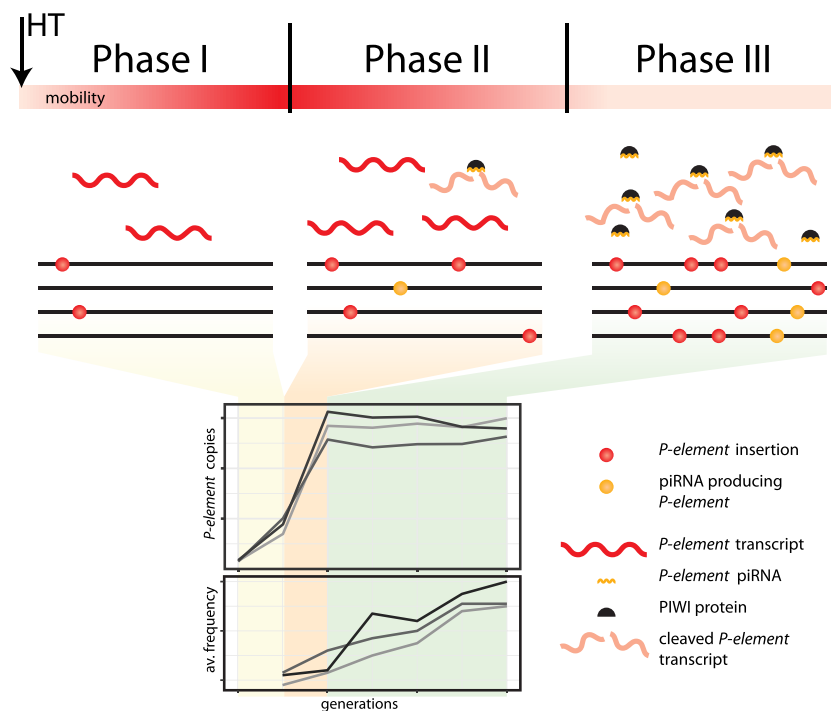 HT
Phase I
Phase II
Phase III
mobility
P-element copies
av. frequency
generations
P-element insertion
piRNA producing
P-element
P-element transcript
P-element piRNA
PIWI protein
cleaved P-element
transcript